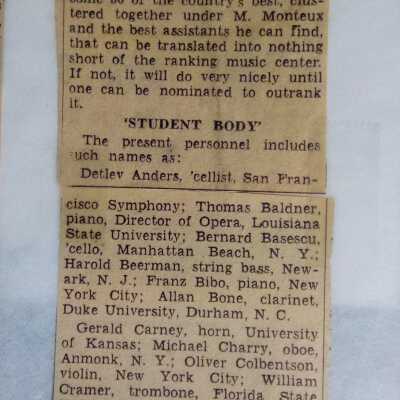 some 50 of the country's best, clus-
tered together under M. Monteux
and the best assistants he can find,
that can be translated into nothing
short of the ranking music center.
If not, it will do very nicely until
one can be nominated to outrank
it.
'STUDENT BODY'
The present personnel includes
such names as:
Detlev Anders, 'cellist, San Fran-
cisco Symphony; Thomas Baldner,
piano, Director of Opera, Louisiana
State University; Bernard Basescu,
'cello, Manhattan Beach, N. Y.;
Harold Beerman, string bass, New-
ark, N. J.; Franz Bibo, piano, New
York City; Allan Bone, clarinet,
Duke University, Durham, N. C.
Gerald Carney, horn, University
of Kansas; Michael Charry, oboe,
Anmonk, N. Y.; Oliver Colbentson,
violin, New York City; William
Cramer, trombone, Florida State